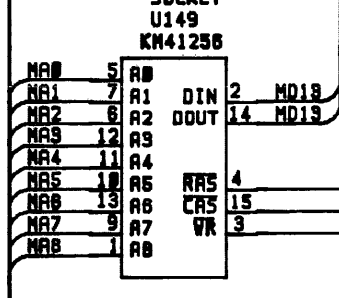 SOCKET
U149
KM41256
MA0 5 A0
MA1 7 A1 DIN 2 MD13
MA2 6 A2 DOUT 14 MD13
MA3 12 A3
MA4 11 A4
MA5 10 A5 RAS 4
MA6 13 A6 CAS 15
MA7 9 A7 WR 3
MA8 1 A8